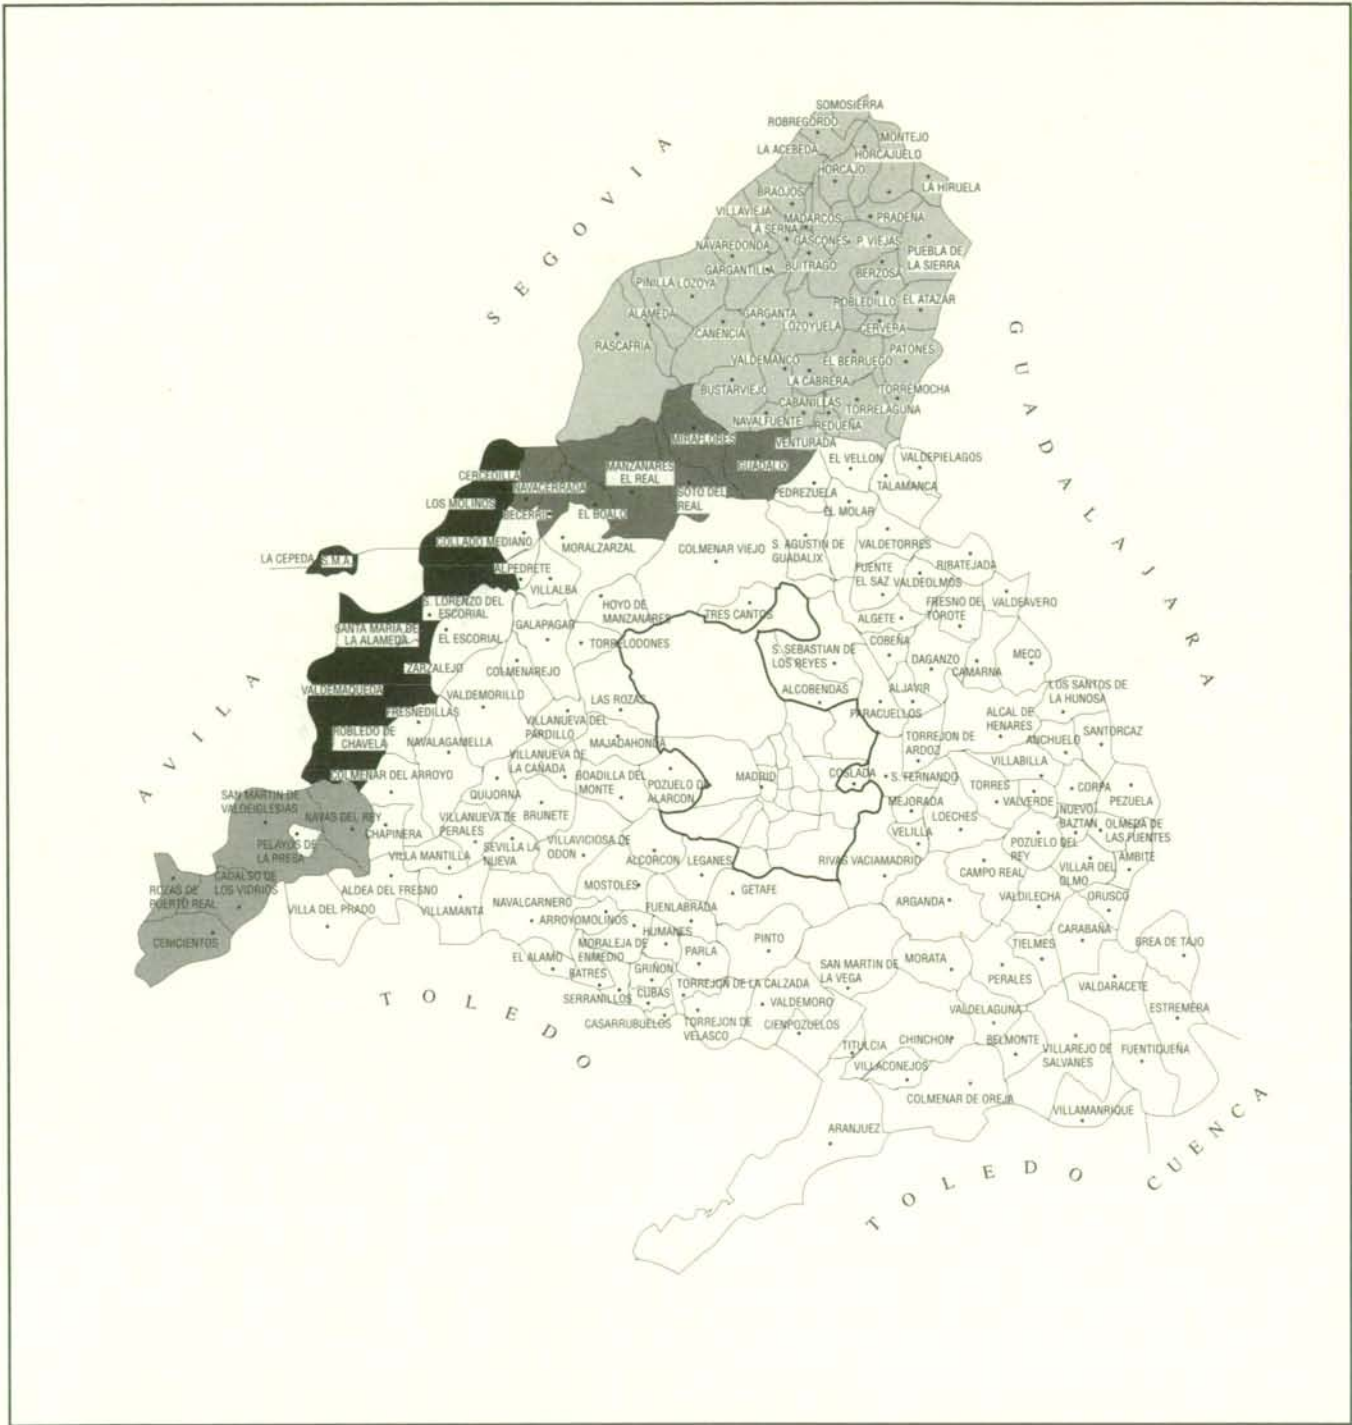 SOMOSIERRA
ROBREGORDO
MONTEJO
LA ACEBEDA
HORCAJUELO
HORCAJO
LA HIRUELA
BRAOJOS
VILLAVIEJA
MADARCOS
PRADEÑA
LA SERNA
GASCONES
P. VIEJAS
NAVAREDONDA
PUEBLA DE
LA SIERRA
GARGANTILLA
BUITRAGO
BERZOSA
PINILLA
LOZOYA
ROBLEDILLO
EL ATAZAR
ALAMEDA
GARGANTA
LOZOYUELA
CERVERA
CANENCIA
RASCAFRIA
PATONES
VALDEMANCO
EL BERRUEGO
LA CABRERA
BUSTARVIEJO
TORREMOCHA
CABANILLAS
TORRELAGUNA
NAVALFUENTE
REDUEÑA
MIRAFLORES
VENTURADA
GUADALIX
EL VELLON
VALDEPIELAGOS
CERCEDILLA
MANZANARES
EL REAL
NAVACERRADA
TALAMANCA
SOTO DEL
REAL
PEDREZUELA
LOS MOLINOS
BECERRIL
EL BOALO
EL MOLAR
COLLADO MEDIANO
MORALZARZAL
COLMENAR VIEJO
S. AGUSTIN DE
GUADALIX
VALDETORRES
LA CEPEDA
S.M.A.
ALPEDRETE
FUENTE
EL SAZ
VALDEOLMOS
RIBATEJADA
VILLALBA
S. LORENZO DEL
ESCORIAL
HOYO DE
MANZANARES
TRES CANTOS
FRESNO DE
TOROTE
VALDEAVERO
SANTA MARIA DE
LA ALAMEDA
EL ESCORIAL
GALAPAGAR
TORRELODONES
ALGETE
COBEÑA
S. SEBASTIAN DE
LOS REYES
ZARZALEJO
COLMENAREJO
DAGANZO
CAMARNA
MECO
VALDEMAQUEDA
VALDEMORILLO
LAS ROZAS
ALCOBENDAS
ALJAVIR
LOS SANTOS DE
LA HUNOSA
FRESNEDILLAS
PARACUELLOS
ALCAL DE
HENARES
VILLANUEVA DEL
PARDILLO
ROBLEDO DE
CHAVELA
NAVALAGAMELLA
MAJADAHONDA
TORREJON DE
ARDOZ
ANCHUELO
SANTORCAZ
VILLANUEVA DE
LA CAÑADA
VILLABILLA
COLMENAR DEL ARROYO
BOADILLA DEL
MONTE
POZUELO DE
ALARCON
MADRID
COSLADA
S. FERNANDO
TORRES
CORPA
SAN MARTIN DE
VALDEIGLESIAS
QUIJORNA
MEJORADA
VALVERDE
PEZUELA
NAVAS DEL REY
CHAPINERA
VILLANUEVA DE
PERALES
BRUNETE
VELILLA
LOECHES
NUEVO
BAZTAN
OLMEDA DE
LAS FUENTES
PELAYOS DE
LA PRESA
VILLA MANTILLA
SEVILLA LA
NUEVA
VILLAVICIOSA DE
ODON
ALCORCON
LEGANES
RIVAS VACIAMADRID
POZUELO DEL
REY
VILLAR DEL
OLMO
AMBITE
CADALSO DE
LOS VIDRIOS
ROZAS DE
PUERTO REAL
ALDEA DEL FRESNO
MOSTOLES
GETAFE
CAMPO REAL
VALDILECHA
ORUSCO
VILLA DEL PRADO
VILLAMANTA
NAVALCARNERO
FUENLABRADA
ARGANDA
CENICIENTOS
ARROYOMOLINOS
HUMANES
PINTO
CARABAÑA
EL ALAMO
MORALEJA DE
ENMEDIO
PARLA
TIELMES
BREA DE TAJO
BATRES
GRIÑON
SAN MARTIN DE
LA VEGA
MORATA
PERALES
SERRANILLOS
CUBAS
TORREJON DE LA CALZADA
VALDARACETE
CASARRUBUELOS
TORREJON DE
VELASCO
VALDEMORO
CIENPOZUELOS
VALDELAGUNA
ESTREMERA
TITULCIA
CHINCHON
BELMONTE
VILLAREJO DE
SALVANES
FUENTIDUEÑA
VILLACONEJOS
COLMENAR DE OREJA
VILLAMANRIQUE
ARANJUEZ
SEGOVIA
GUADALAJARA
AVILA
TOLEDO
TOLEDO
CUENCA